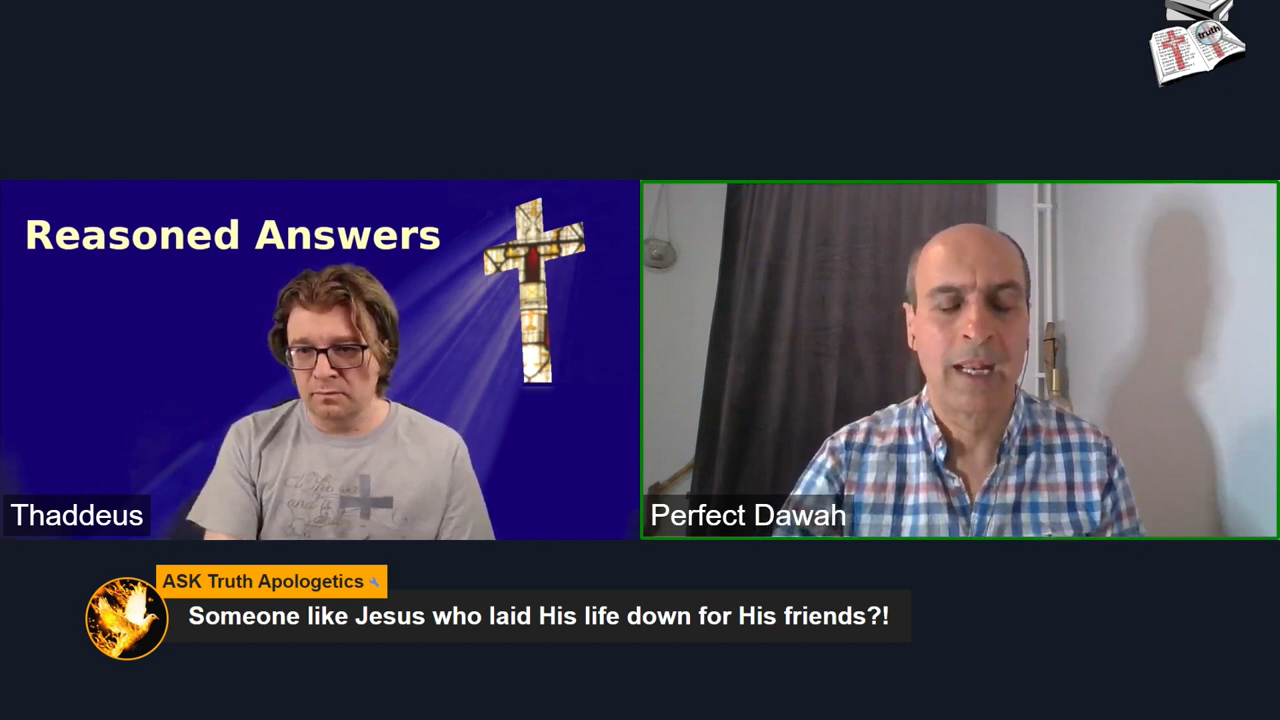 truth
Reasoned Answers
Thaddeus
Perfect Dawah
ASK Truth Apologetics
Someone like Jesus who laid His life down for His friends?!